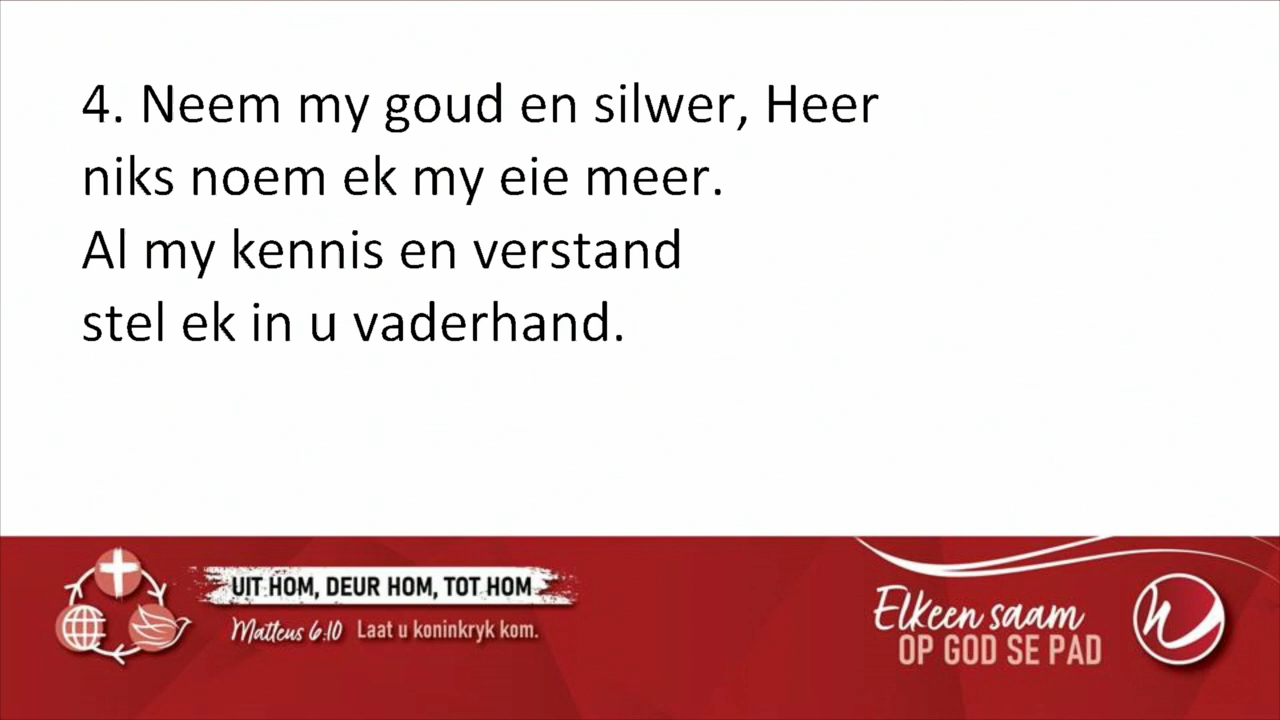 4. Neem my goud en silwer, Heer
niks noem ek my eie meer.
Al my kennis en verstand
stel ek in u vaderhand.
UIT HOM, DEUR HOM, TOT HOM
Matteus 6:10 Laat u koninkryk kom.
Elkeen saam
OP GOD SE PAD